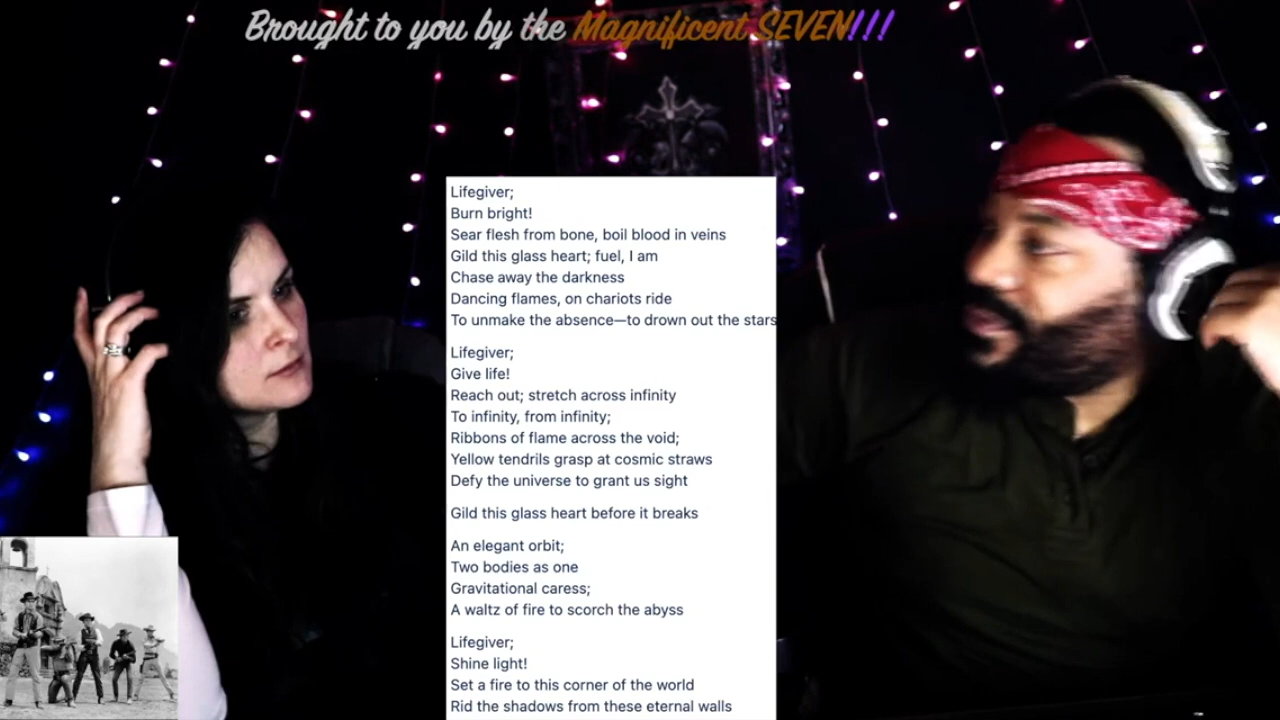 Brought to you by the Magnificent SEVEN!!!
Lifegiver;
Burn bright!
Sear flesh from bone, boil blood in veins
Gild this glass heart; fuel, I am
Chase away the darkness
Dancing flames, on chariots ride
To unmake the absence—to drown out the stars
Lifegiver;
Give life!
Reach out; stretch across infinity
To infinity, from infinity;
Ribbons of flame across the void;
Yellow tendrils grasp at cosmic straws
Defy the universe to grant us sight
Gild this glass heart before it breaks
An elegant orbit;
Two bodies as one
Gravitational caress;
A waltz of fire to scorch the abyss
Lifegiver;
Shine light!
Set a fire to this corner of the world
Rid the shadows from these eternal walls